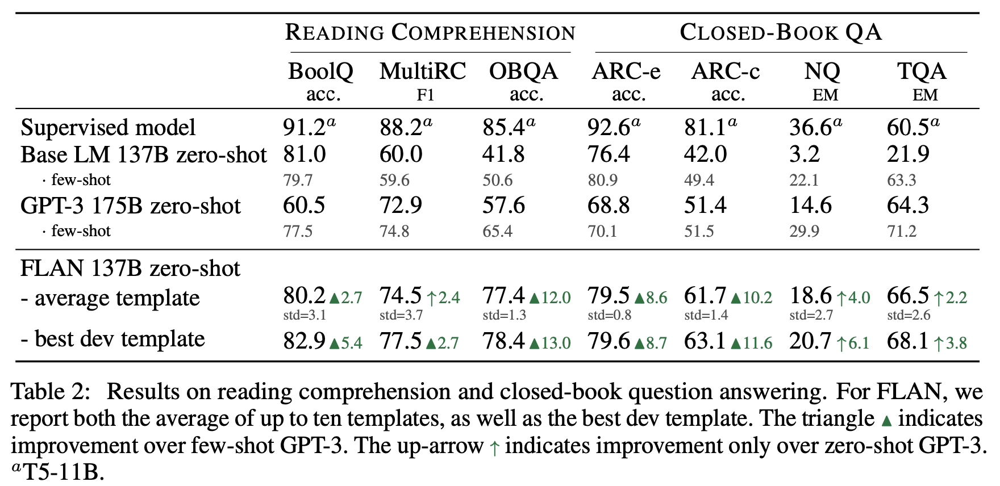 READING COMPREHENSION CLOSED-BOOK QA
BoolQ MultiRC OBQA ARC-e ARC-c NQ TQA
acc. F1 acc. acc. acc. EM EM
Supervised model 91.2a 88.2a 85.4a 92.6a 81.1a 36.6a 60.5a
Base LM 137B zero-shot 81.0 60.0 41.8 76.4 42.0 3.2 21.9
· few-shot 79.7 59.6 50.6 80.9 49.4 22.1 63.3
GPT-3 175B zero-shot 60.5 72.9 57.6 68.8 51.4 14.6 64.3
· few-shot 77.5 74.8 65.4 70.1 51.5 29.9 71.2
FLAN 137B zero-shot
- average template 80.2 ▲2.7 74.5 ↑2.4 77.4 ▲12.0 79.5 ▲8.6 61.7 ▲10.2 18.6 ↑4.0 66.5 ↑2.2
std=3.1 std=3.7 std=1.3 std=0.8 std=1.4 std=2.7 std=2.6
- best dev template 82.9 ▲5.4 77.5 ▲2.7 78.4 ▲13.0 79.6 ▲8.7 63.1 ▲11.6 20.7 ↑6.1 68.1 ↑3.8
Table 2: Results on reading comprehension and closed-book question answering. For FLAN, we
report both the average of up to ten templates, as well as the best dev template. The triangle ▲ indicates
improvement over few-shot GPT-3. The up-arrow ↑ indicates improvement only over zero-shot GPT-3.
aT5-11B.